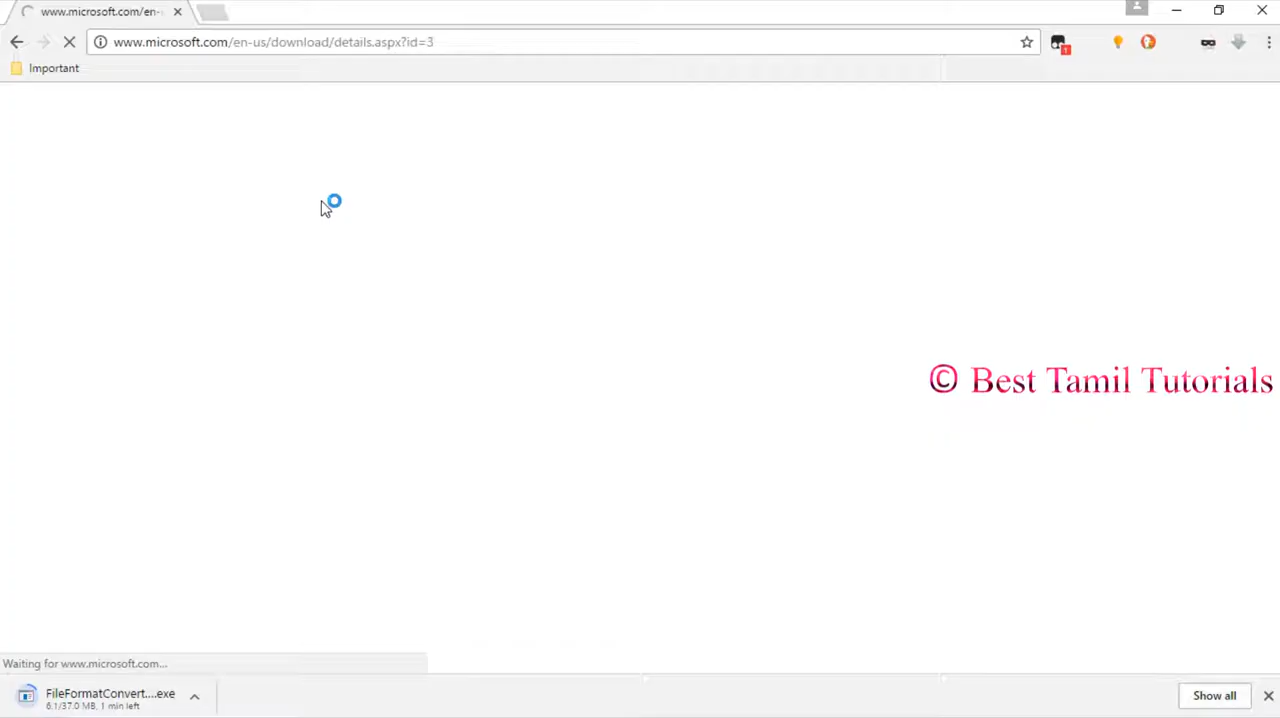 www.microsoft.com/en-
www.microsoft.com/en-us/download/details.aspx?id=3
Important
© Best Tamil Tutorials
Waiting for www.microsoft.com...
FileFormatConvert....exe
6.1/37.0 MB, 1 min left
Show all